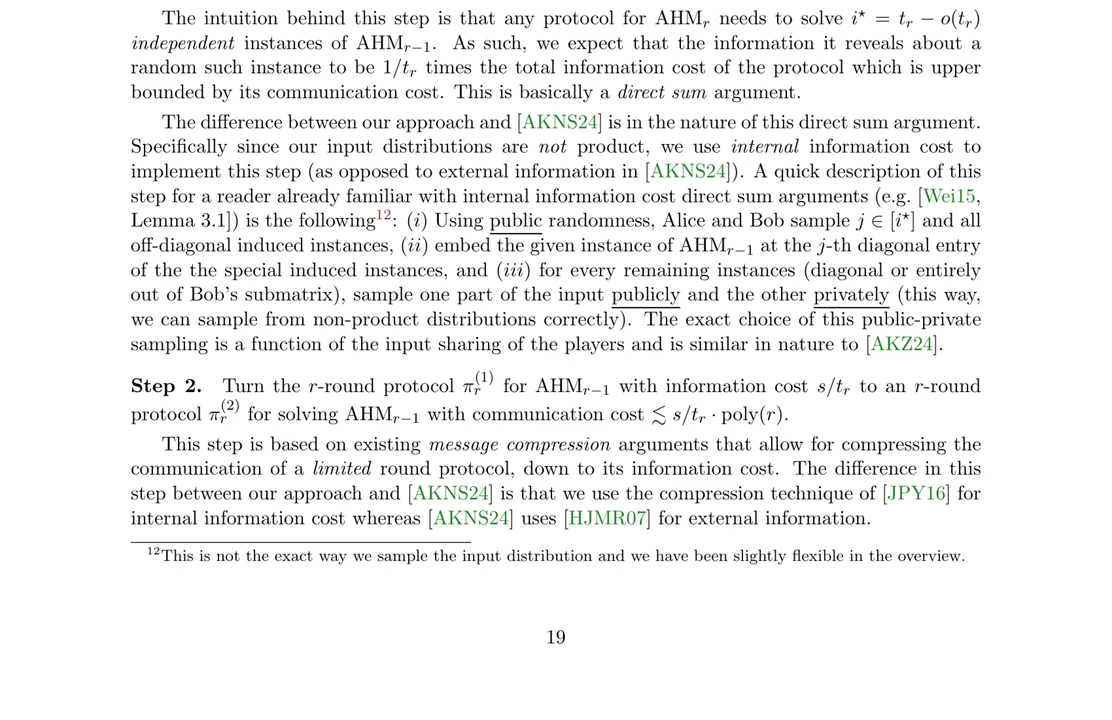 The intuition behind this step is that any protocol for AHMᵣ needs to solve i⋆ = tᵣ − o(tᵣ)
independent instances of AHMᵣ₋₁. As such, we expect that the information it reveals about a
random such instance to be 1/tᵣ times the total information cost of the protocol which is upper
bounded by its communication cost. This is basically a direct sum argument.
The difference between our approach and [AKNS24] is in the nature of this direct sum argument.
Specifically since our input distributions are not product, we use internal information cost to
implement this step (as opposed to external information in [AKNS24]). A quick description of this
step for a reader already familiar with internal information cost direct sum arguments (e.g. [Wei15,
Lemma 3.1]) is the following¹²: (i) Using public randomness, Alice and Bob sample j ∈ [i⋆] and all
off-diagonal induced instances, (ii) embed the given instance of AHMᵣ₋₁ at the j-th diagonal entry
of the the special induced instances, and (iii) for every remaining instances (diagonal or entirely
out of Bob's submatrix), sample one part of the input publicly and the other privately (this way,
we can sample from non-product distributions correctly). The exact choice of this public-private
sampling is a function of the input sharing of the players and is similar in nature to [AKZ24].
Step 2. Turn the r-round protocol πᵣ⁽¹⁾ for AHMᵣ₋₁ with information cost s/tᵣ to an r-round
protocol πᵣ⁽²⁾ for solving AHMᵣ₋₁ with communication cost ≲ s/tᵣ · poly(r).
This step is based on existing message compression arguments that allow for compressing the
communication of a limited round protocol, down to its information cost. The difference in this
step between our approach and [AKNS24] is that we use the compression technique of [JPY16] for
internal information cost whereas [AKNS24] uses [HJMR07] for external information.
¹²This is not the exact way we sample the input distribution and we have been slightly flexible in the overview.
19